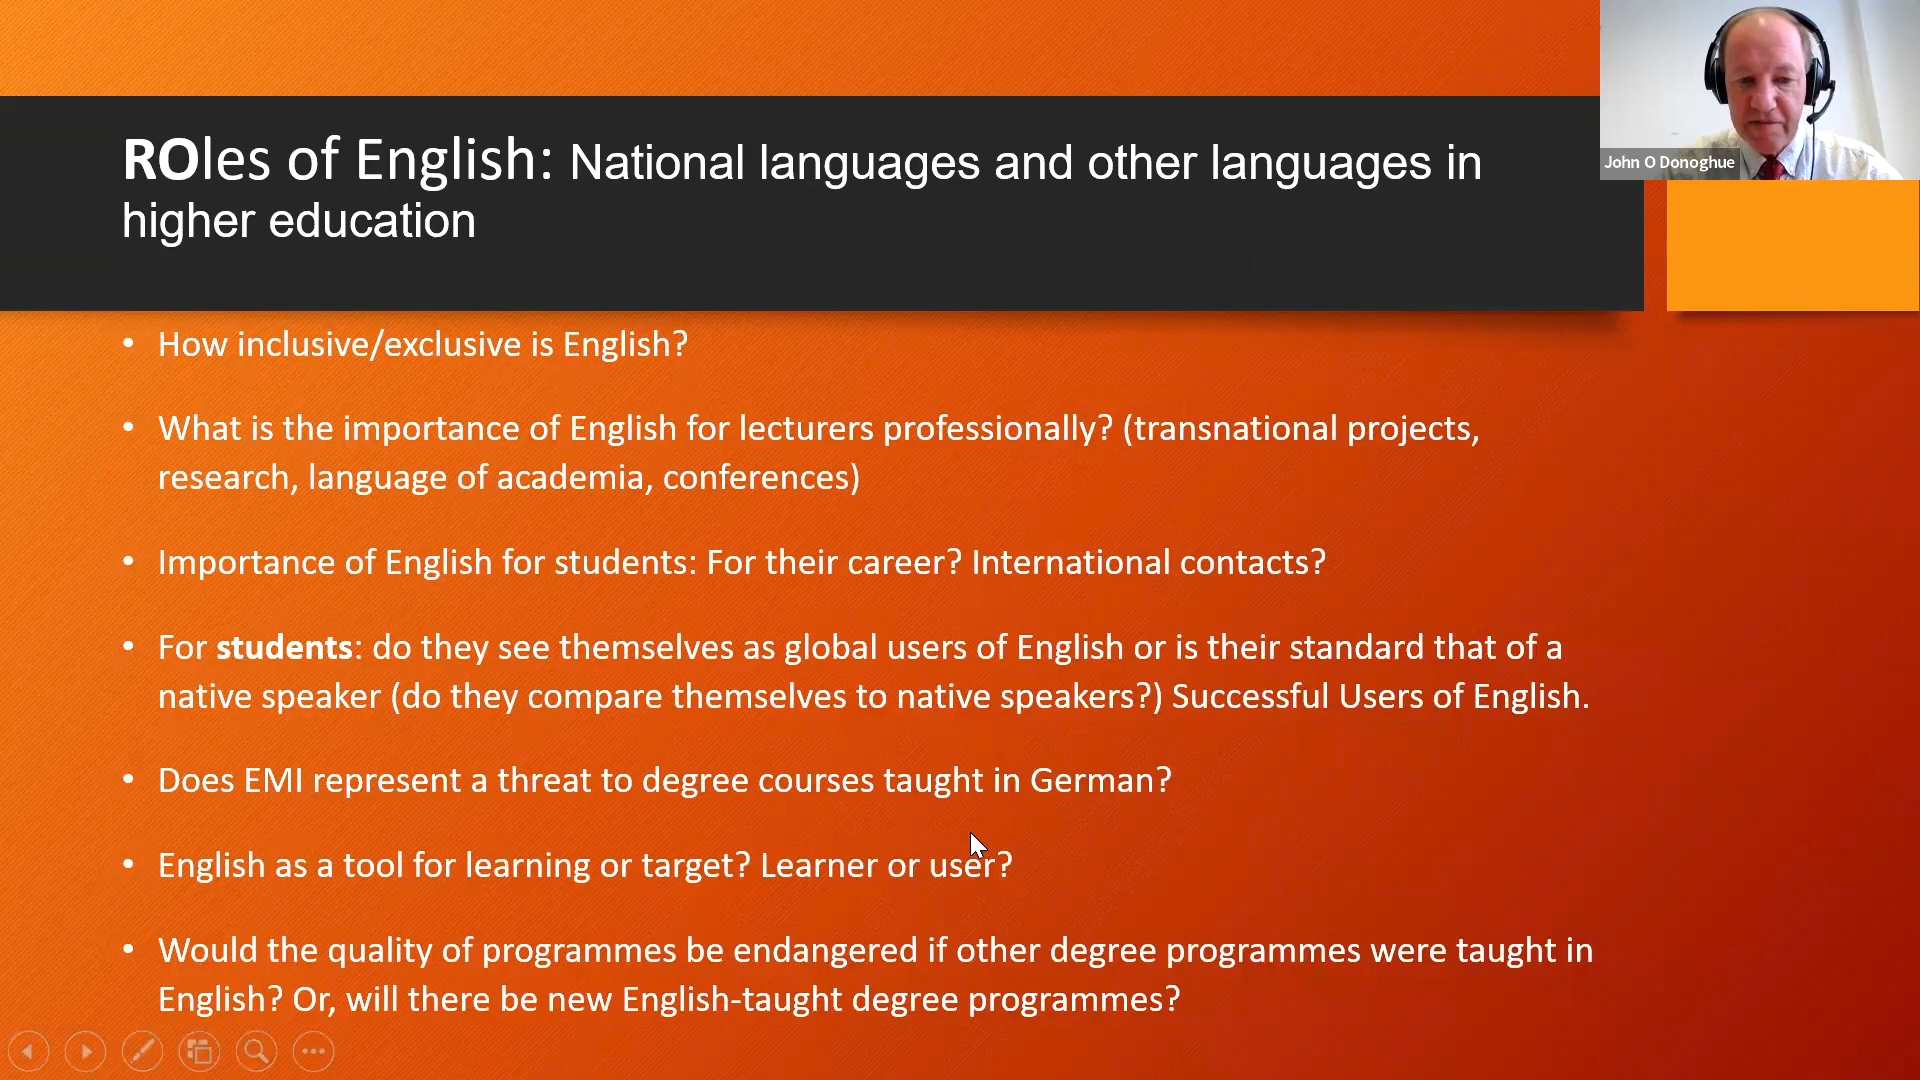 ROles of English: National languages and other languages in
higher education
John O Donoghue
• How inclusive/exclusive is English?
• What is the importance of English for lecturers professionally? (transnational projects,
research, language of academia, conferences)
• Importance of English for students: For their career? International contacts?
• For students: do they see themselves as global users of English or is their standard that of a
native speaker (do they compare themselves to native speakers?) Successful Users of English.
• Does EMI represent a threat to degree courses taught in German?
• English as a tool for learning or target? Learner or user?
• Would the quality of programmes be endangered if other degree programmes were taught in
English? Or, will there be new English-taught degree programmes?